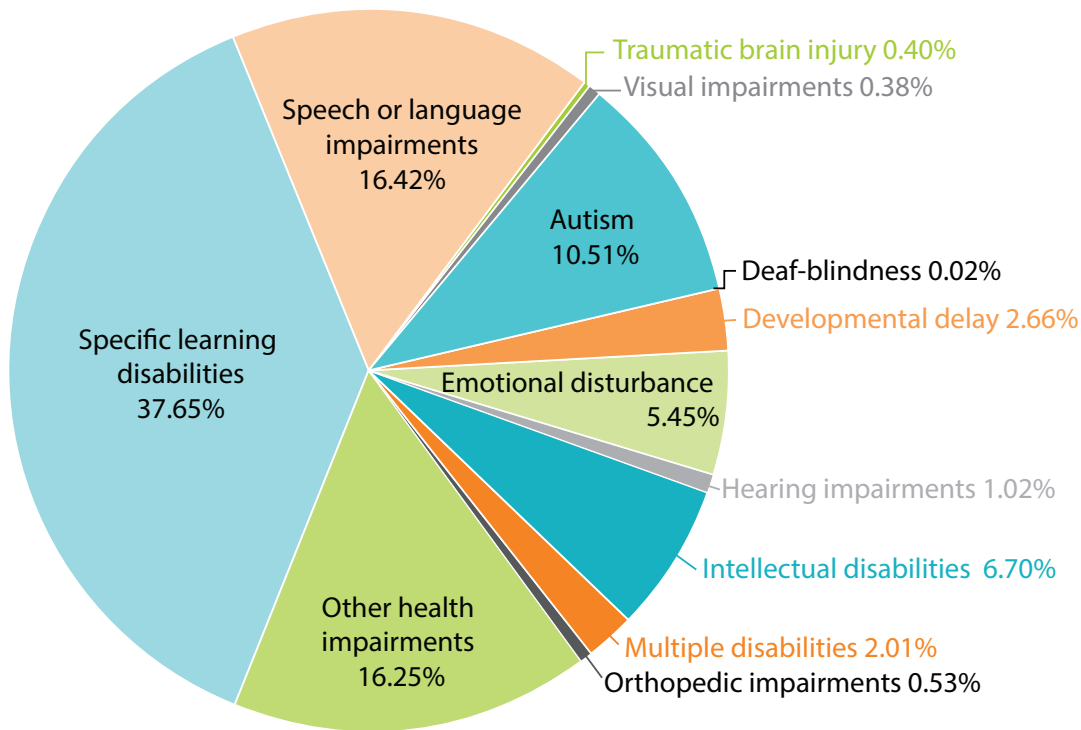 Traumatic brain injury 0.40%
Visual impairments 0.38%
Speech or language
impairments
16.42%
Autism
10.51%
Deaf-blindness 0.02%
Developmental delay 2.66%
Specific learning
disabilities
37.65%
Emotional disturbance
5.45%
Hearing impairments 1.02%
Intellectual disabilities 6.70%
Other health
impairments
16.25%
Multiple disabilities 2.01%
Orthopedic impairments 0.53%